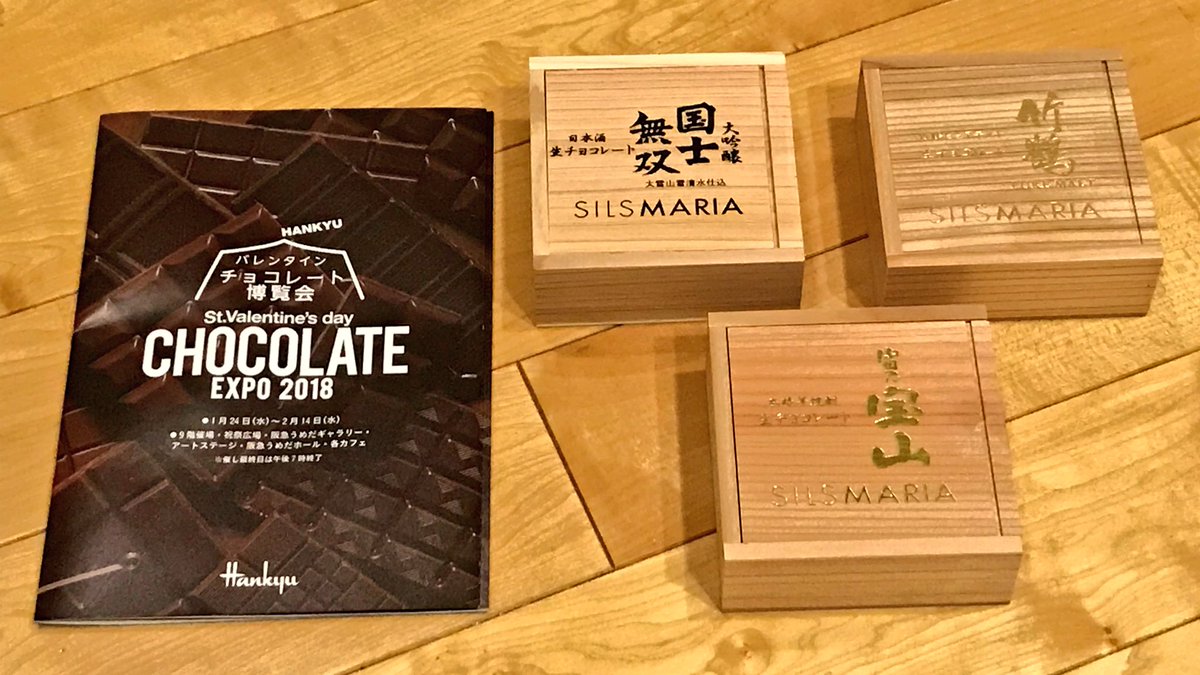 HANKYU
バレンタイン
チョコレート
博覧会
St.Valentine's day
CHOCOLATE
EXPO 2018
●1月24日(水)〜2月14日(水)
●9階催場・祝祭広場・阪急うめだギャラリー・
アートステージ・阪急うめだホール・各カフェ
※催し最終日は午後7時終了
Hankyu
大吟醸
国士
無双
日本酒
生チョコレート
大雪山雪清水仕込
SILSMARIA
竹鶴
PURE MALT
SILSMARIA
富乃
宝山
生チョコレート
SILSMARIA